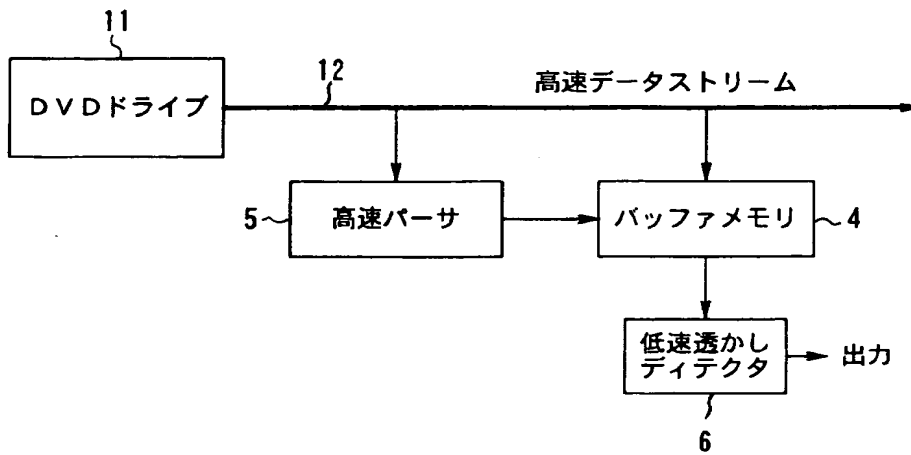 11
12
高速データストリーム
DVDドライブ
5
高速パーサ
バッファメモリ
4
低速透かし
ディテクタ
出力
6